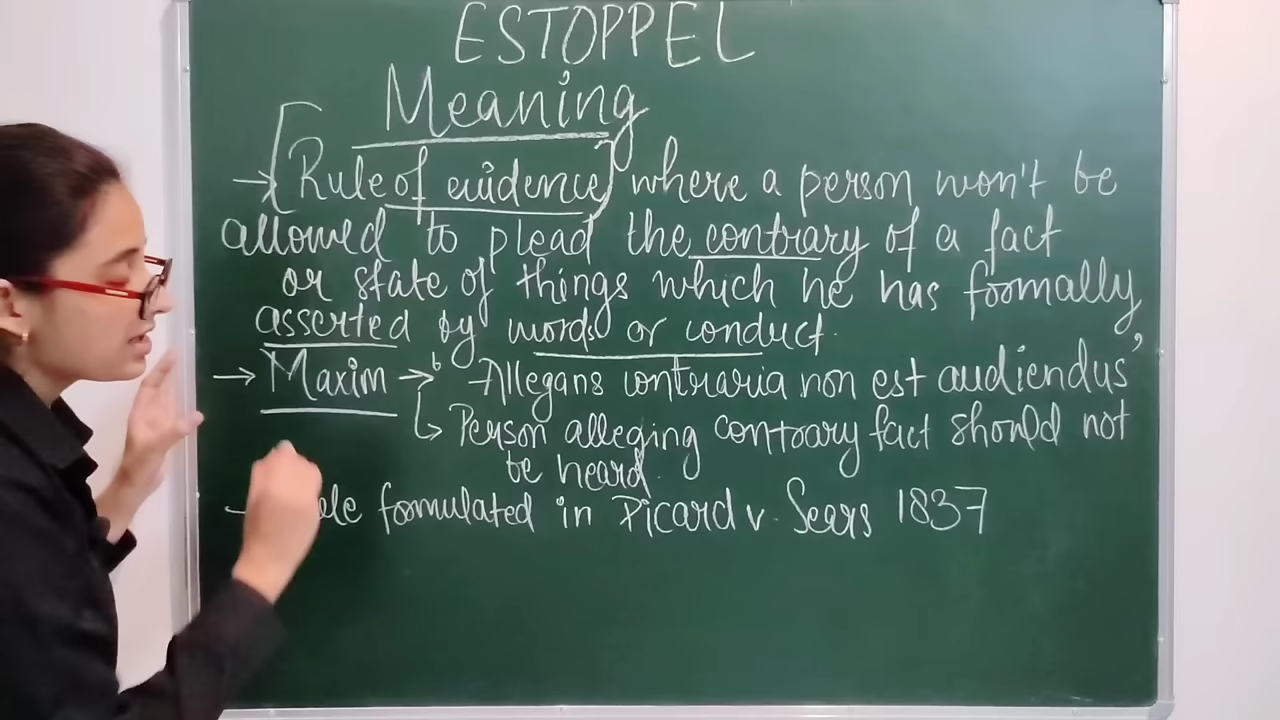 ESTOPPEL
Meaning
→ [Rule of evidence] where a person won't be
allowed to plead the contrary of a fact
or state of things which he has formally
asserted by words or conduct.
→ Maxim → Allegans contraria non est audiendus’
↳ Person alleging contrary fact should not
be heard.
formulated in Picard v. Sears 1837